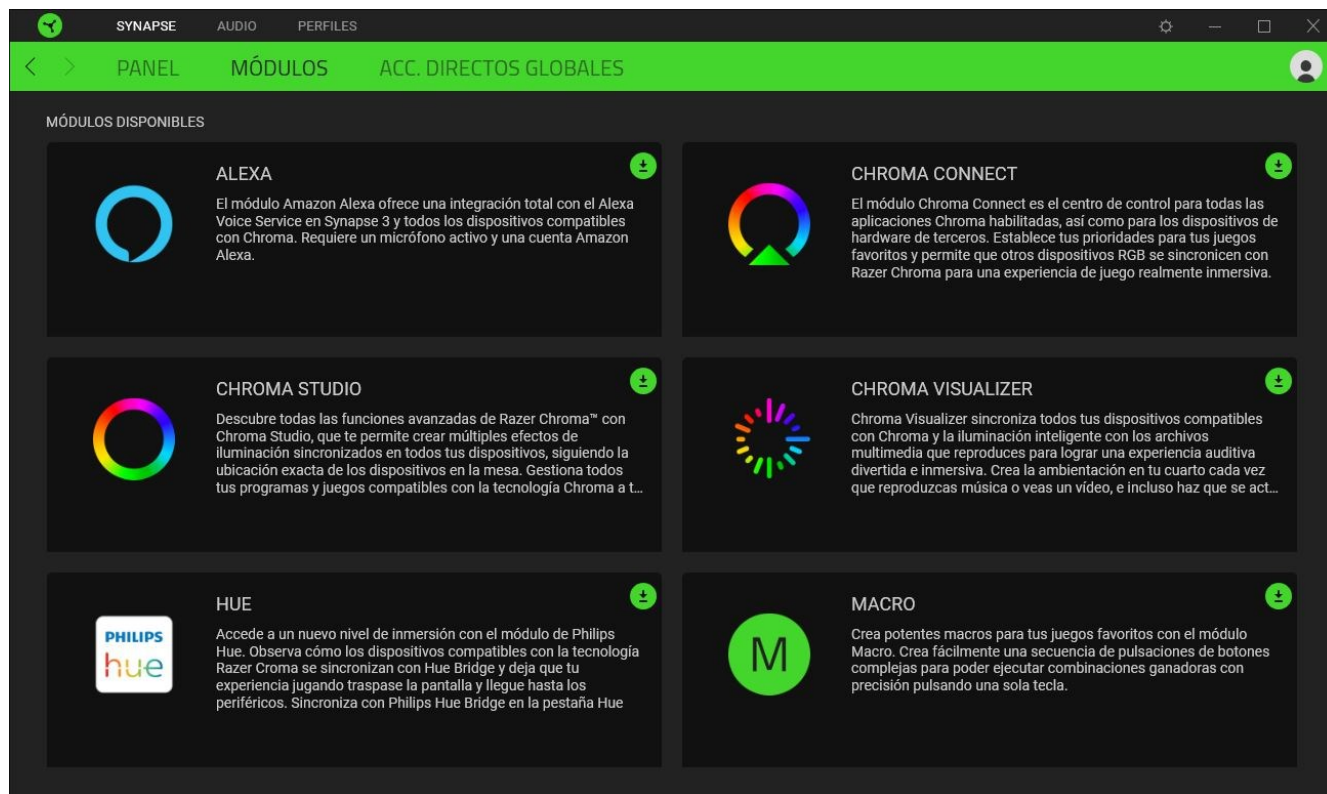 SYNAPSE AUDIO PERFILES
PANEL MÓDULOS ACC. DIRECTOS GLOBALES
MÓDULOS DISPONIBLES
ALEXA
El módulo Amazon Alexa ofrece una integración total con el Alexa
Voice Service en Synapse 3 y todos los dispositivos compatibles
con Chroma. Requiere un micrófono activo y una cuenta Amazon
Alexa.
CHROMA CONNECT
El módulo Chroma Connect es el centro de control para todas las
aplicaciones Chroma habilitadas, así como para los dispositivos de
hardware de terceros. Establece tus prioridades para tus juegos
favoritos y permite que otros dispositivos RGB se sincronicen con
Razer Chroma para una experiencia de juego realmente inmersiva.
CHROMA STUDIO
Descubre todas las funciones avanzadas de Razer Chroma™ con
Chroma Studio, que te permite crear múltiples efectos de
iluminación sincronizados en todos tus dispositivos, siguiendo la
ubicación exacta de los dispositivos en la mesa. Gestiona todos
tus programas y juegos compatibles con la tecnología Chroma a t...
CHROMA VISUALIZER
Chroma Visualizer sincroniza todos tus dispositivos compatibles
con Chroma y la iluminación inteligente con los archivos
multimedia que reproduces para lograr una experiencia auditiva
divertida e inmersiva. Crea la ambientación en tu cuarto cada vez
que reproduzcas música o veas un vídeo, e incluso haz que se act...
PHILIPS
hue
HUE
Accede a un nuevo nivel de inmersión con el módulo de Philips
Hue. Observa cómo los dispositivos compatibles con la tecnología
Razer Croma se sincronizan con Hue Bridge y deja que tu
experiencia jugando traspase la pantalla y llegue hasta los
periféricos. Sincroniza con Philips Hue Bridge en la pestaña Hue
M
MACRO
Crea potentes macros para tus juegos favoritos con el módulo
Macro. Crea fácilmente una secuencia de pulsaciones de botones
complejas para poder ejecutar combinaciones ganadoras con
precisión pulsando una sola tecla.